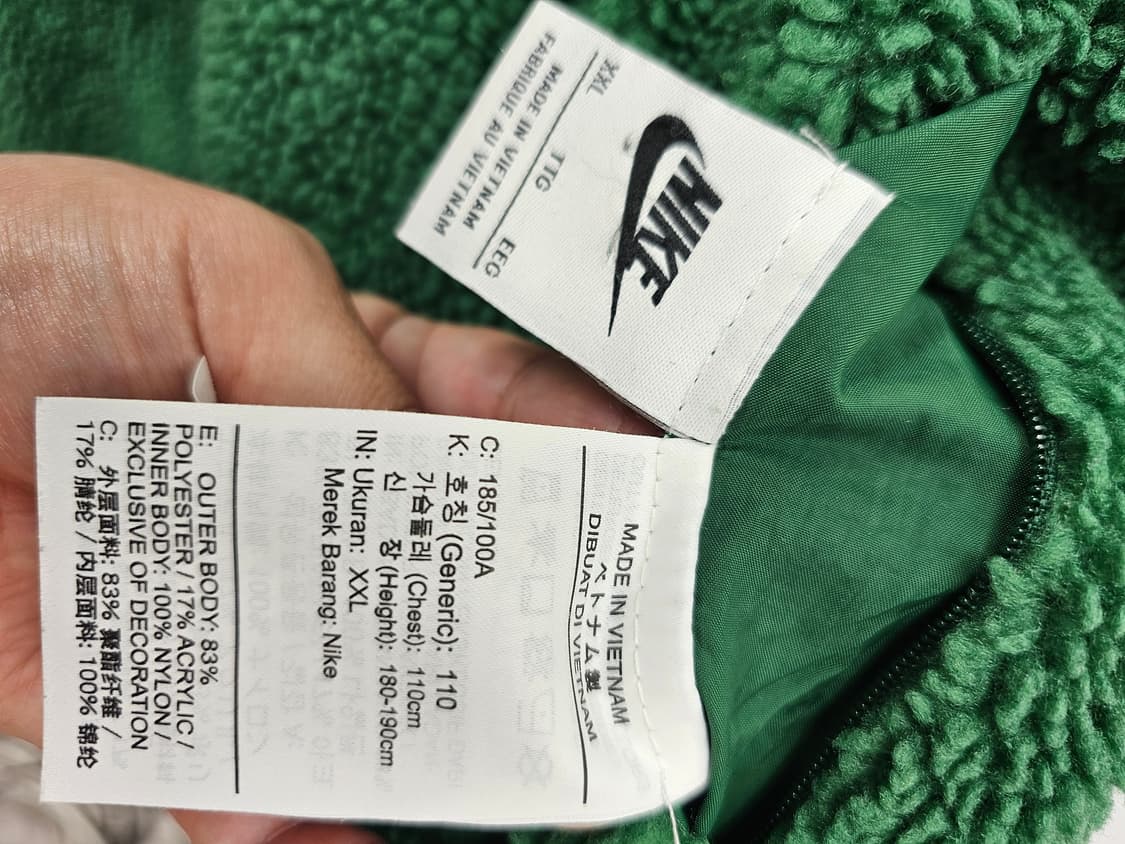 NIKE
XXL TTG EEG
MADE IN VIETNAM
FABRIQUE AU VIETNAM
MADE IN VIETNAM
ベトナム製
DIBUAT DI VIETNAM
C: 185/100A
K: 호칭 (Generic): 110
가슴둘레 (Chest): 110cm
신 장 (Height): 180-190cm
IN: Ukuran: XXL
Merek Barang: Nike
E: OUTER BODY: 83%
POLYESTER / 17% ACRYLIC /
INNER BODY: 100% NYLON /
EXCLUSIVE OF DECORATION
C: 外层面料: 83% 聚酯纤维 /
17% 腈纶 / 内层面料: 100% 锦纶